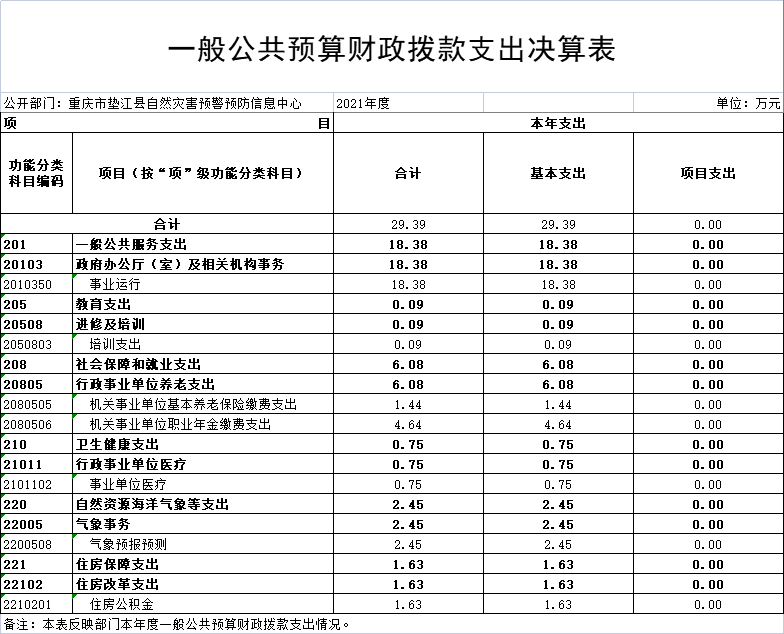 一般公共预算财政拨款支出决算表
公开部门：重庆市垫江县自然灾害预警预防信息中心 2021年度 单位：万元
项 目 本年支出
功能分类科目编码 项目（按“项”级功能分类科目） 合计 基本支出 项目支出
合计 29.39 29.39 0.00
201 一般公共服务支出 18.38 18.38 0.00
20103 政府办公厅（室）及相关机构事务 18.38 18.38 0.00
2010350 事业运行 18.38 18.38 0.00
205 教育支出 0.09 0.09 0.00
20508 进修及培训 0.09 0.09 0.00
2050803 培训支出 0.09 0.09 0.00
208 社会保障和就业支出 6.08 6.08 0.00
20805 行政事业单位养老支出 6.08 6.08 0.00
2080505 机关事业单位基本养老保险缴费支出 1.44 1.44 0.00
2080506 机关事业单位职业年金缴费支出 4.64 4.64 0.00
210 卫生健康支出 0.75 0.75 0.00
21011 行政事业单位医疗 0.75 0.75 0.00
2101102 事业单位医疗 0.75 0.75 0.00
220 自然资源海洋气象等支出 2.45 2.45 0.00
22005 气象事务 2.45 2.45 0.00
2200508 气象预报预测 2.45 2.45 0.00
221 住房保障支出 1.63 1.63 0.00
22102 住房改革支出 1.63 1.63 0.00
2210201 住房公积金 1.63 1.63 0.00
备注：本表反映部门本年度一般公共预算财政拨款支出情况。